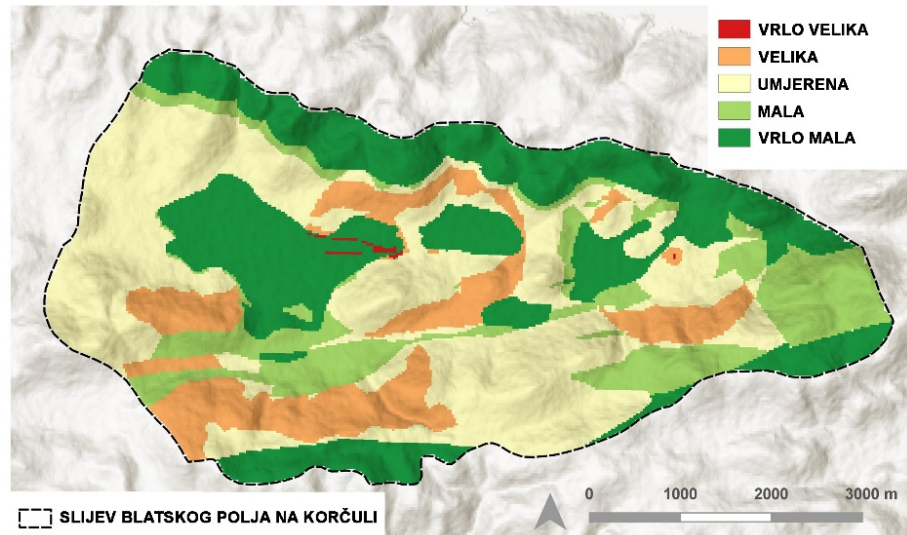 VRLO VELIKA
VELIKA
UMJERENA
MALA
VRLO MALA
SLIJEV BLATSKOG POLJA NA KORČULI
0 1000 2000 3000 m